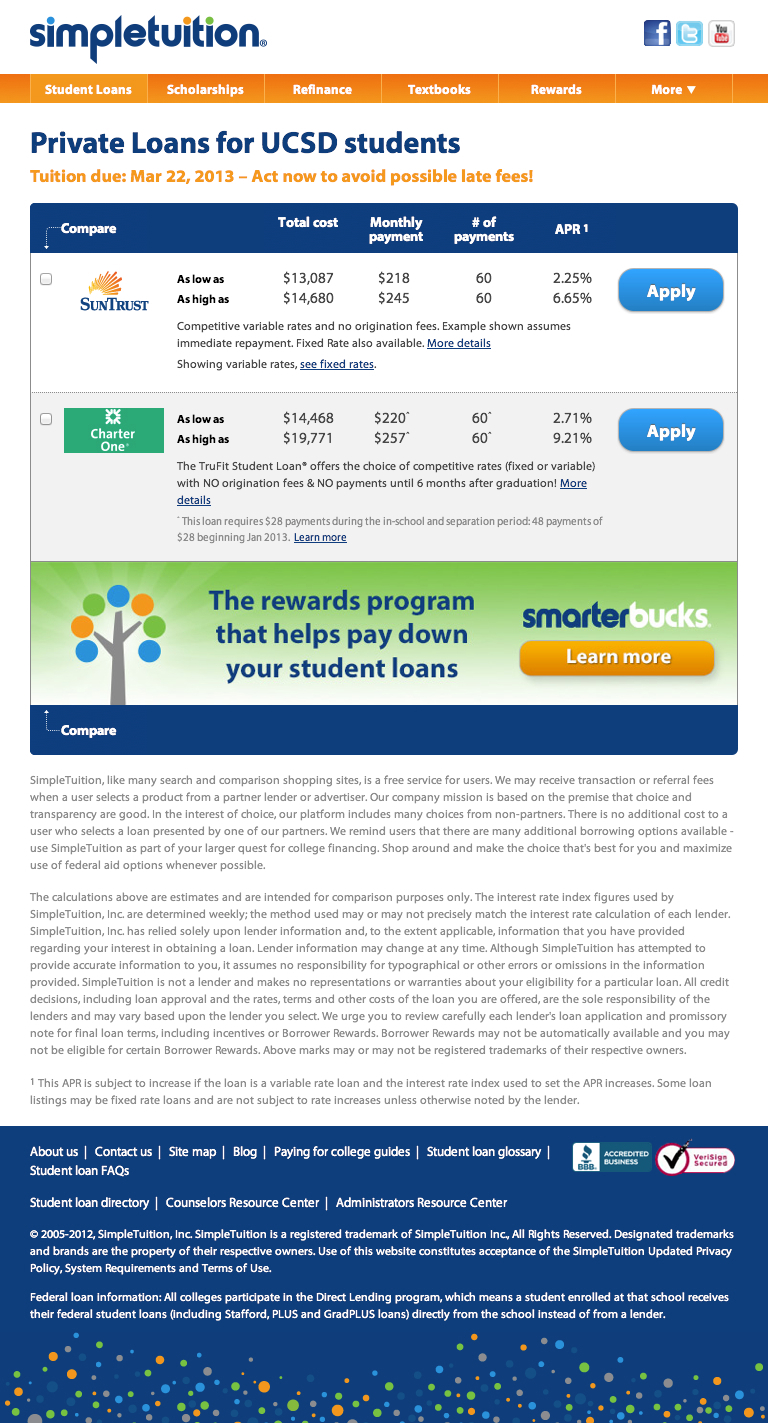 simpletuition®
You Tube
Student Loans Scholarships Refinance Textbooks Rewards More ▼
Private Loans for UCSD students
Tuition due: Mar 22, 2013 – Act now to avoid possible late fees!
Compare Total cost Monthly payment # of payments APR 1
SUNTRUST
As low as $13,087 $218 60 2.25%
As high as $14,680 $245 60 6.65%
Apply
Competitive variable rates and no origination fees. Example shown assumes
immediate repayment. Fixed Rate also available. More details
Showing variable rates, see fixed rates.
Charter
One®
As low as $14,468 $220^ 60^ 2.71%
As high as $19,771 $257^ 60^ 9.21%
Apply
The TruFit Student Loan® offers the choice of competitive rates (fixed or variable)
with NO origination fees & NO payments until 6 months after graduation! More
details
^ This loan requires $28 payments during the in-school and separation period: 48 payments of
$28 beginning Jan 2013. Learn more
The rewards program
that helps pay down
your student loans
smarterbucks.
Learn more
Compare
SimpleTuition, like many search and comparison shopping sites, is a free service for users. We may receive transaction or referral fees
when a user selects a product from a partner lender or advertiser. Our company mission is based on the premise that choice and
transparency are good. In the interest of choice, our platform includes many choices from non-partners. There is no additional cost to a
user who selects a loan presented by one of our partners. We remind users that there are many additional borrowing options available -
use SimpleTuition as part of your larger quest for college financing. Shop around and make the choice that's best for you and maximize
use of federal aid options whenever possible.
The calculations above are estimates and are intended for comparison purposes only. The interest rate index figures used by
SimpleTuition, Inc. are determined weekly; the method used may or may not precisely match the interest rate calculation of each lender.
SimpleTuition, Inc. has relied solely upon lender information and, to the extent applicable, information that you have provided
regarding your interest in obtaining a loan. Lender information may change at any time. Although SimpleTuition has attempted to
provide accurate information to you, it assumes no responsibility for typographical or other errors or omissions in the information
provided. SimpleTuition is not a lender and makes no representations or warranties about your eligibility for a particular loan. All credit
decisions, including loan approval and the rates, terms and other costs of the loan you are offered, are the sole responsibility of the
lenders and may vary based upon the lender you select. We urge you to review carefully each lender's loan application and promissory
note for final loan terms, including incentives or Borrower Rewards. Borrower Rewards may not be automatically available and you may
not be eligible for certain Borrower Rewards. Above marks may or may not be registered trademarks of their respective owners.
1 This APR is subject to increase if the loan is a variable rate loan and the interest rate index used to set the APR increases. Some loan
listings may be fixed rate loans and are not subject to rate increases unless otherwise noted by the lender.
About us | Contact us | Site map | Blog | Paying for college guides | Student loan glossary |
Student loan FAQs
BBB. ACCREDITED BUSINESS
VeriSign Secured
Student loan directory | Counselors Resource Center | Administrators Resource Center
© 2005-2012, SimpleTuition, Inc. SimpleTuition is a registered trademark of SimpleTuition Inc., All Rights Reserved. Designated trademarks
and brands are the property of their respective owners. Use of this website constitutes acceptance of the SimpleTuition Updated Privacy
Policy, System Requirements and Terms of Use.
Federal loan information: All colleges participate in the Direct Lending program, which means a student enrolled at that school receives
their federal student loans (including Stafford, PLUS and GradPLUS loans) directly from the school instead of from a lender.